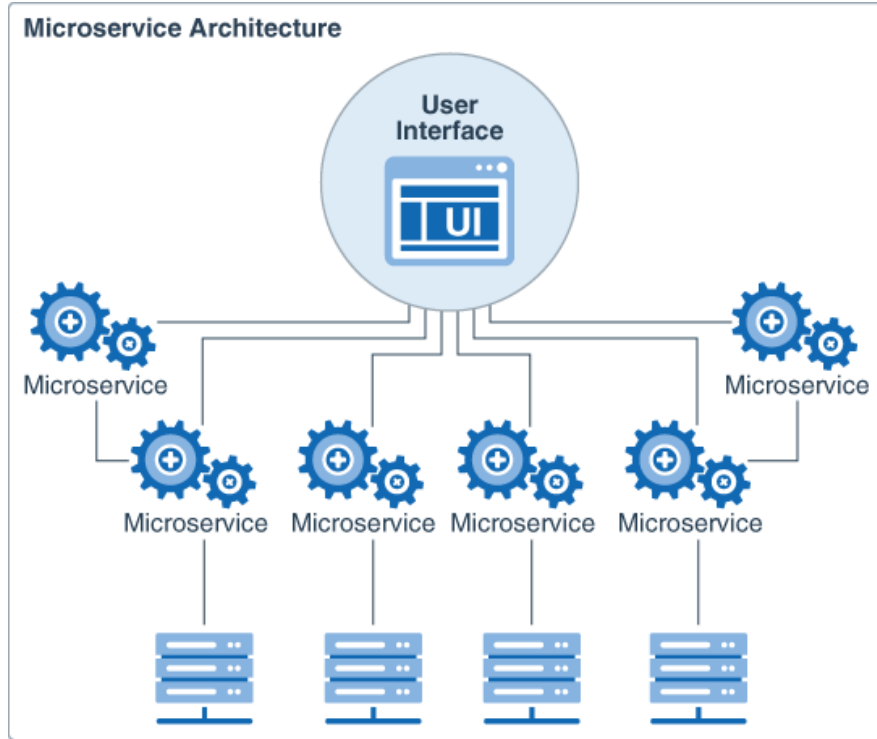 Microservice Architecture
User
Interface
UI
Microservice
Microservice
Microservice
Microservice
Microservice
Microservice